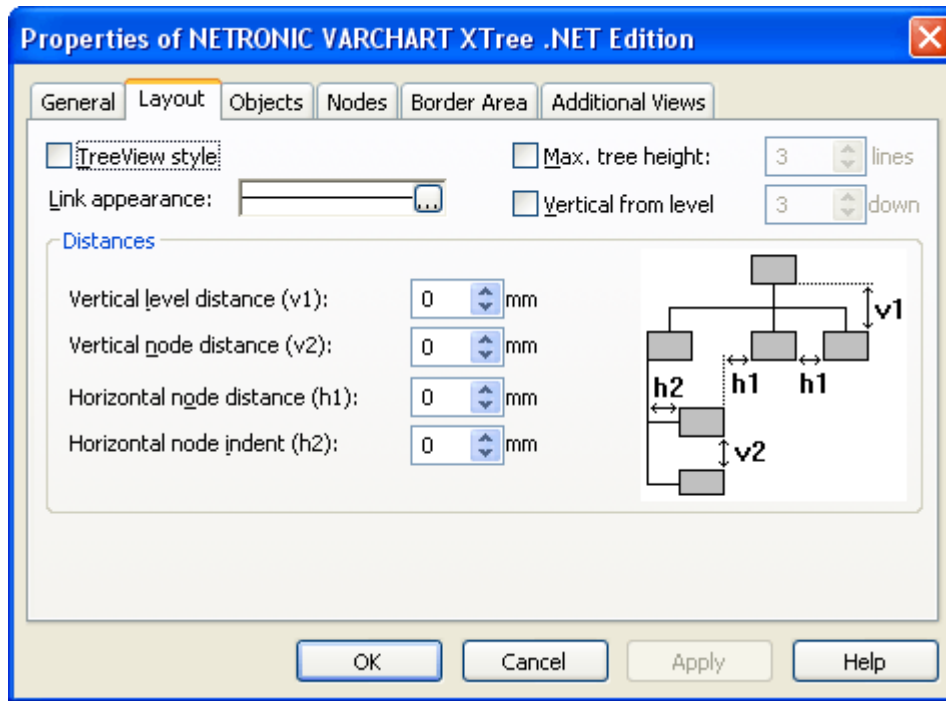 Properties of NETRONIC VARCHART XTree .NET Edition
General Layout Objects Nodes Border Area Additional Views
TreeView style
Max. tree height: 3 lines
Link appearance: ...
Vertical from level 3 down
Distances
Vertical level distance (v1): 0 mm
Vertical node distance (v2): 0 mm
Horizontal node distance (h1): 0 mm
Horizontal node indent (h2): 0 mm
v1
h2 h1 h1
v2
OK Cancel Apply Help